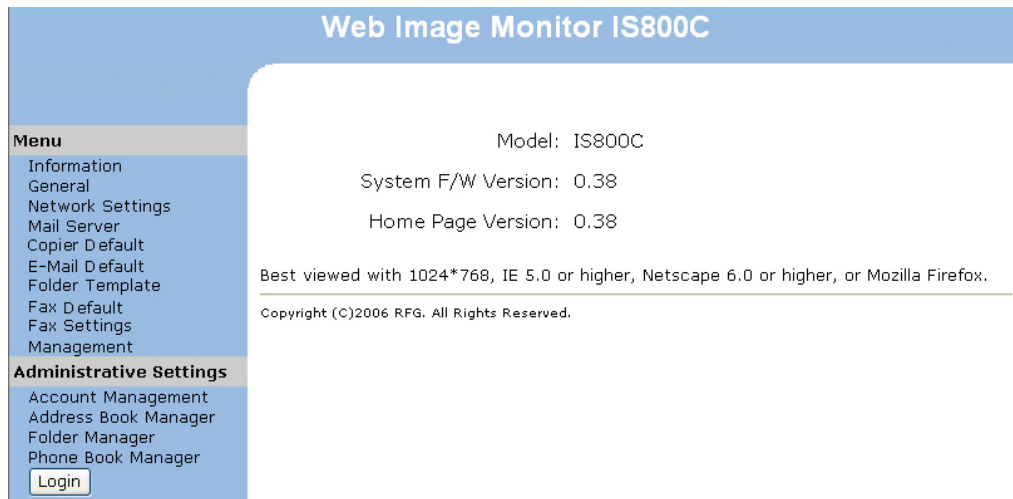 Web Image Monitor IS800C
Menu
Information
General
Network Settings
Mail Server
Copier Default
E-Mail Default
Folder Template
Fax Default
Fax Settings
Management
Administrative Settings
Account Management
Address Book Manager
Folder Manager
Phone Book Manager
Login
Model: IS800C
System F/W Version: 0.38
Home Page Version: 0.38
Best viewed with 1024*768, IE 5.0 or higher, Netscape 6.0 or higher, or Mozilla Firefox.
Copyright (C)2006 RFG. All Rights Reserved.